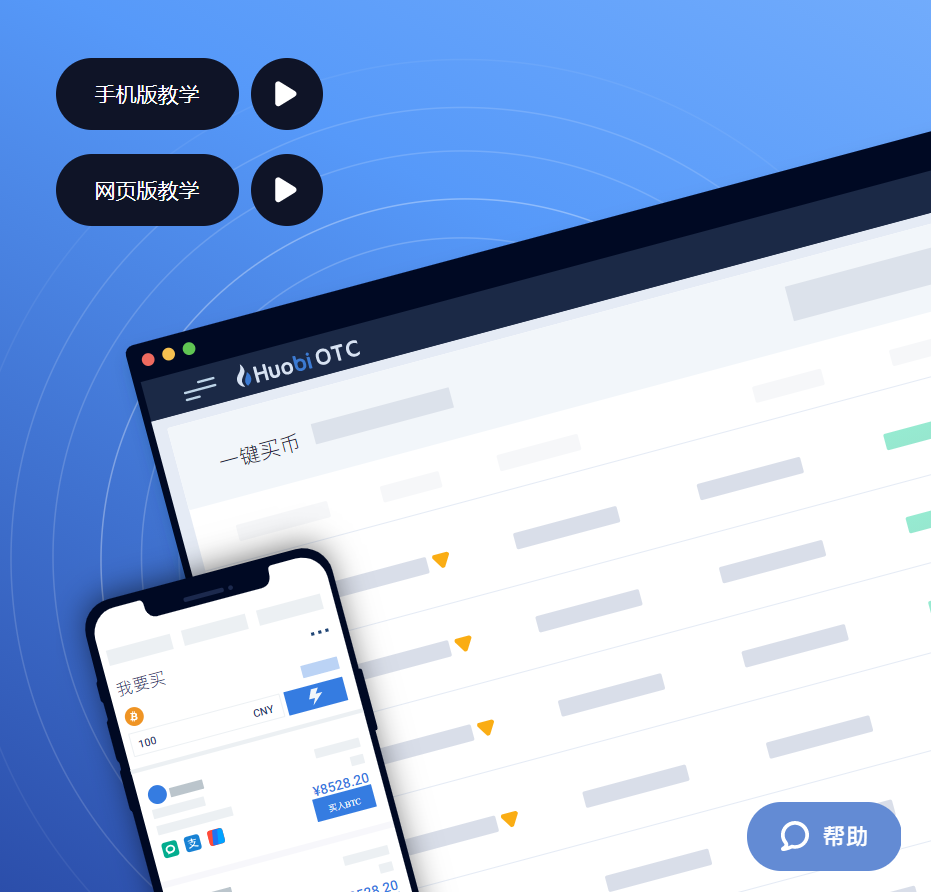 手机版教学
网页版教学
Huobi OTC
一键买币
我要买
CNY
100
¥8528.20
买入BTC
支
528.20
帮助